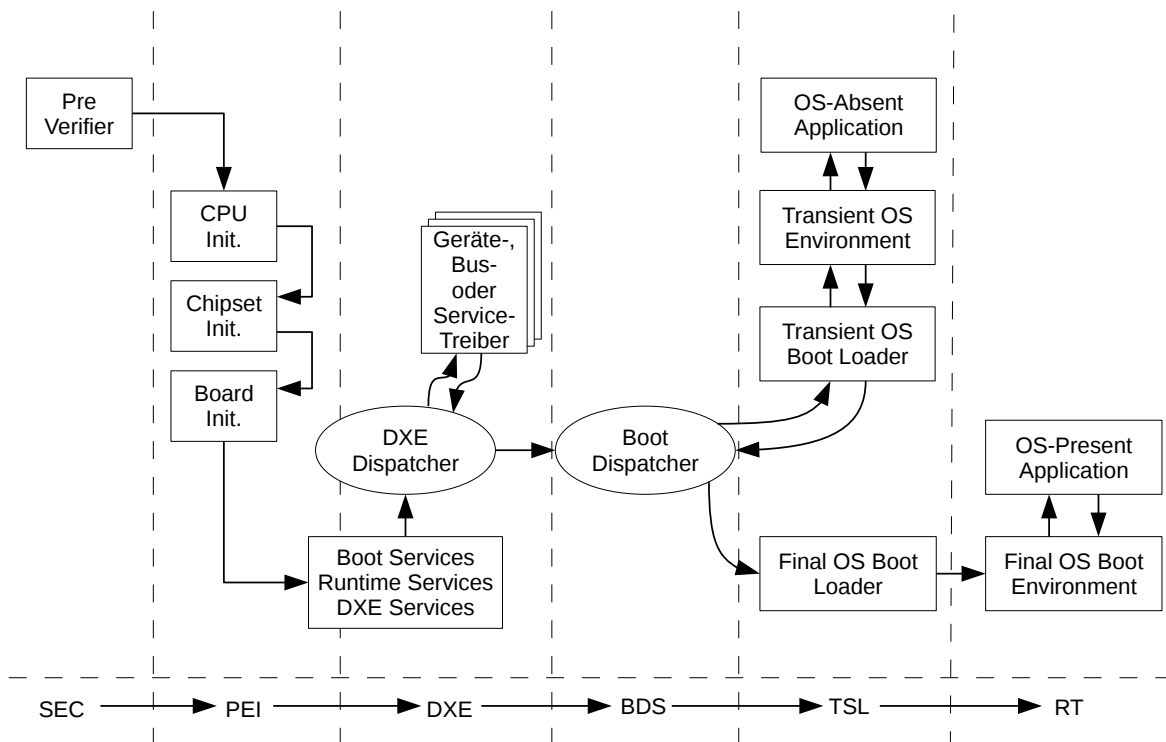 Pre
Verifier
CPU
Init.
Chipset
Init.
Board
Init.
Geräte-,
Bus-
oder
Service-
Treiber
DXE
Dispatcher
Boot Services
Runtime Services
DXE Services
Boot
Dispatcher
OS-Absent
Application
Transient OS
Environment
Transient OS
Boot Loader
Final OS Boot
Loader
OS-Present
Application
Final OS Boot
Environment
SEC
PEI
DXE
BDS
TSL
RT